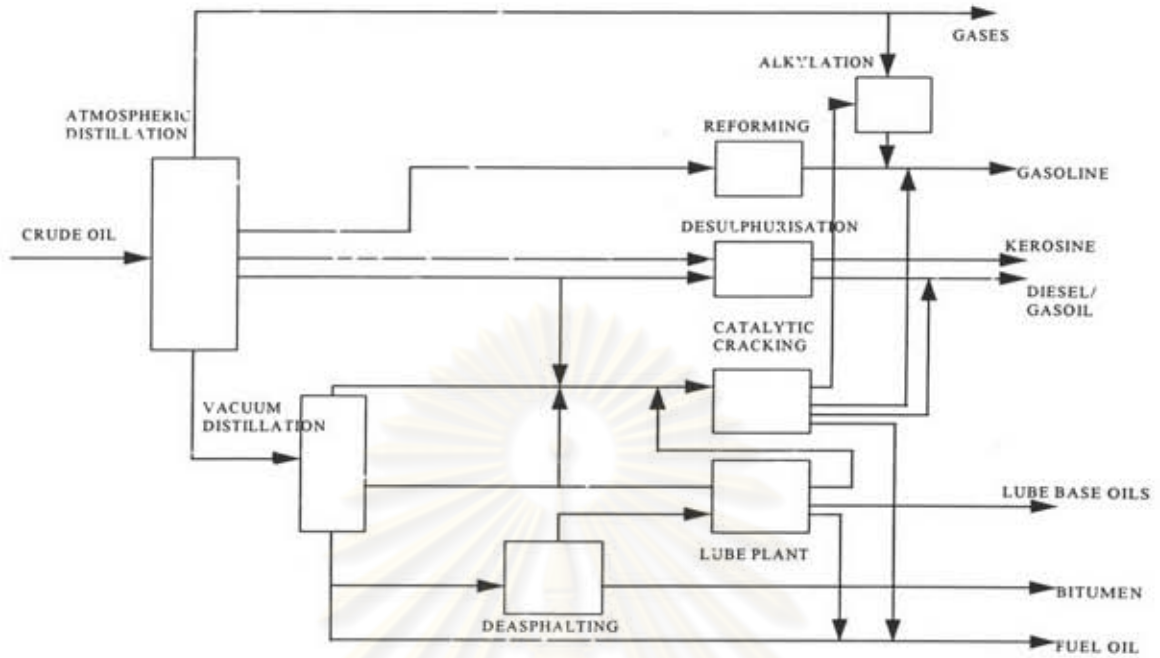 GASES
ALKYLATION
ATMOSPHERIC
DISTILLATION
REFORMING
GASOLINE
CRUDE OIL
DESULPHURISATION
KEROSINE
DIESEL/
GASOIL
CATALYTIC
CRACKING
VACUUM
DISTILLATION
LUBE BASE OILS
LUBE PLANT
BITUMEN
DEASPHALTING
FUEL OIL